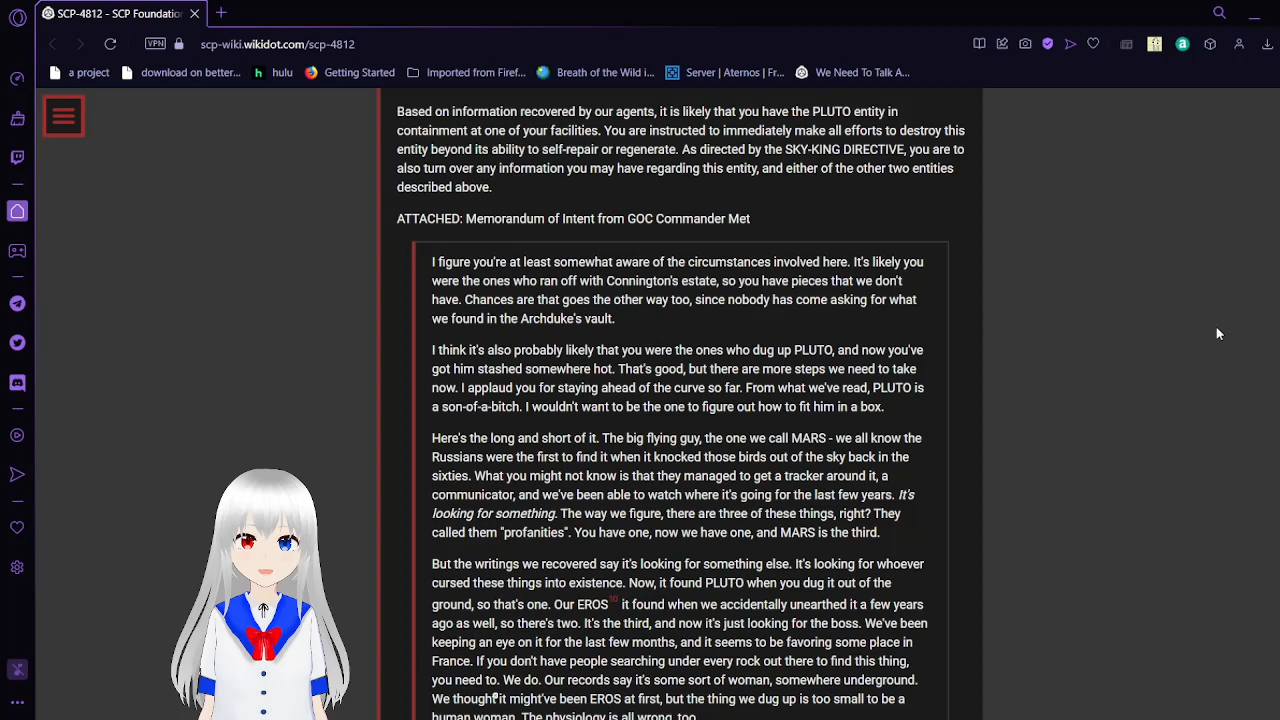 SCP-4812 - SCP Foundation
VPN
scp-wiki.wikidot.com/scp-4812
a project
download on better...
hulu
Getting Started
Imported from Firef...
Breath of the Wild i...
Server | Aternos | Fr...
We Need To Talk A...
Based on information recovered by our agents, it is likely that you have the PLUTO entity in
containment at one of your facilities. You are instructed to immediately make all efforts to destroy this
entity beyond its ability to self-repair or regenerate. As directed by the SKY-KING DIRECTIVE, you are to
also turn over any information you may have regarding this entity, and either of the other two entities
described above.
ATTACHED: Memorandum of Intent from GOC Commander Met
I figure you're at least somewhat aware of the circumstances involved here. It's likely you
were the ones who ran off with Connington's estate, so you have pieces that we don't
have. Chances are that goes the other way too, since nobody has come asking for what
we found in the Archduke's vault.
I think it's also probably likely that you were the ones who dug up PLUTO, and now you've
got him stashed somewhere hot. That's good, but there are more steps we need to take
now. I applaud you for staying ahead of the curve so far. From what we've read, PLUTO is
a son-of-a-bitch. I wouldn't want to be the one to figure out how to fit him in a box.
Here's the long and short of it. The big flying guy, the one we call MARS - we all know the
Russians were the first to find it when it knocked those birds out of the sky back in the
sixties. What you might not know is that they managed to get a tracker around it, a
communicator, and we've been able to watch where it's going for the last few years. It's
looking for something. The way we figure, there are three of these things, right? They
called them "profanities". You have one, now we have one, and MARS is the third.
But the writings we recovered say it's looking for something else. It's looking for whoever
cursed these things into existence. Now, it found PLUTO when you dug it out of the
ground, so that's one. Our EROS10 it found when we accidentally unearthed it a few years
ago as well, so there's two. It's the third, and now it's just looking for the boss. We've been
keeping an eye on it for the last few months, and it seems to be favoring some place in
France. If you don't have people searching under every rock out there to find this thing,
you need to. We do. Our records say it's some sort of woman, somewhere underground.
We thought it might've been EROS at first, but the thing we dug up is too small to be a
human woman. The physiology is all wrong, too.